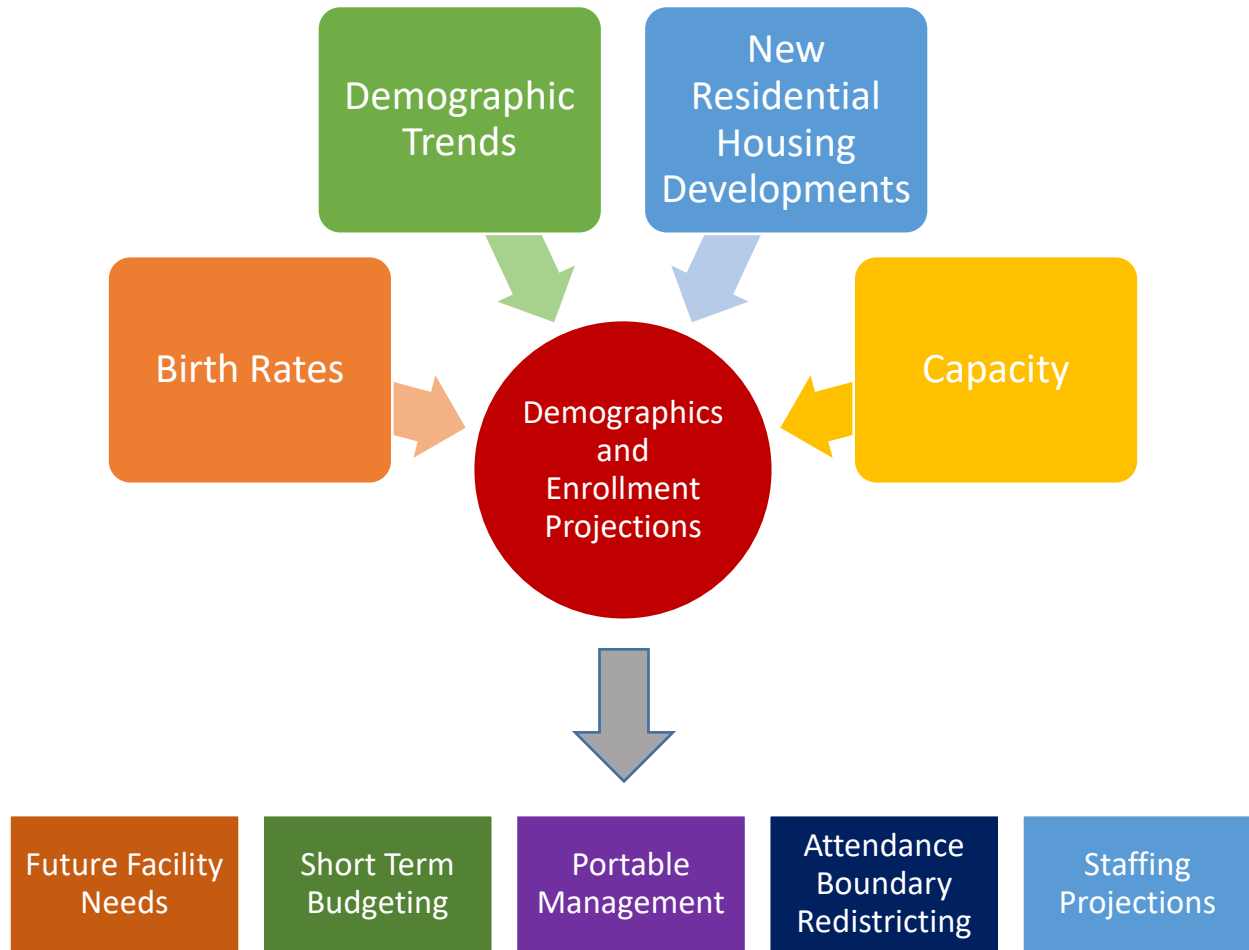 Demographic
Trends
New
Residential
Housing
Developments
Birth Rates
Capacity
Demographics
and
Enrollment
Projections
Future Facility
Needs
Short Term
Budgeting
Portable
Management
Attendance
Boundary
Redistricting
Staffing
Projections